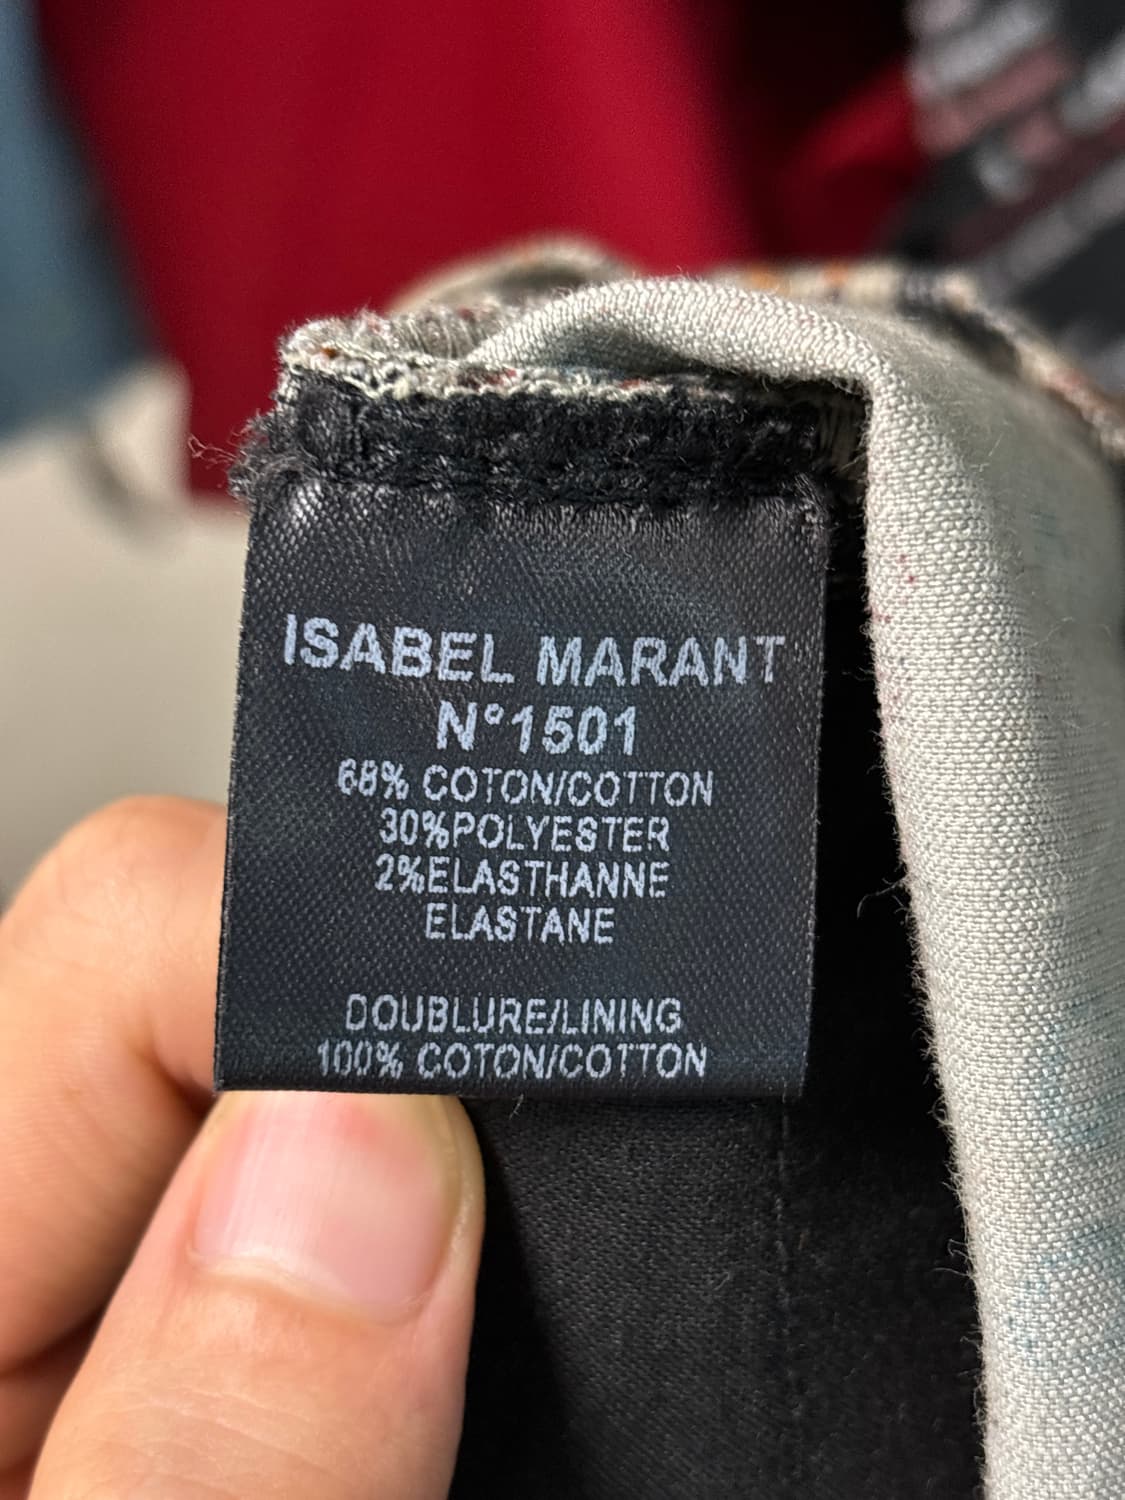 ISABEL MARANT
N°1501
68% COTON/COTTON
30%POLYESTER
2%ELASTHANNE
ELASTANE
DOUBLURE/LINING
100% COTON/COTTON